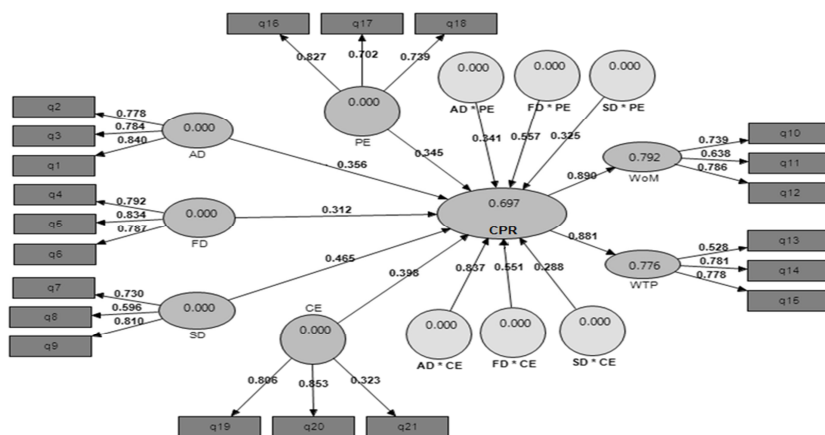 q16
q17
q18
0.827
0.702
0.739
0.000
PE
0.000
AD * PE
0.000
FD * PE
0.000
SD * PE
q2
q3
q1
0.778
0.784
0.840
0.000
AD
0.356
0.345
0.341
0.557
0.325
q4
q5
q6
0.792
0.834
0.787
0.000
FD
0.312
0.697
CPR
0.890
0.792
WoM
0.739
0.638
0.786
q10
q11
q12
0.881
0.776
WTP
0.528
0.781
0.778
q13
q14
q15
q7
q8
q9
0.730
0.596
0.810
0.000
SD
0.465
0.398
0.837
0.551
0.288
CE
0.000
0.000
AD * CE
0.000
FD * CE
0.000
SD * CE
0.806
0.853
0.323
q19
q20
q21